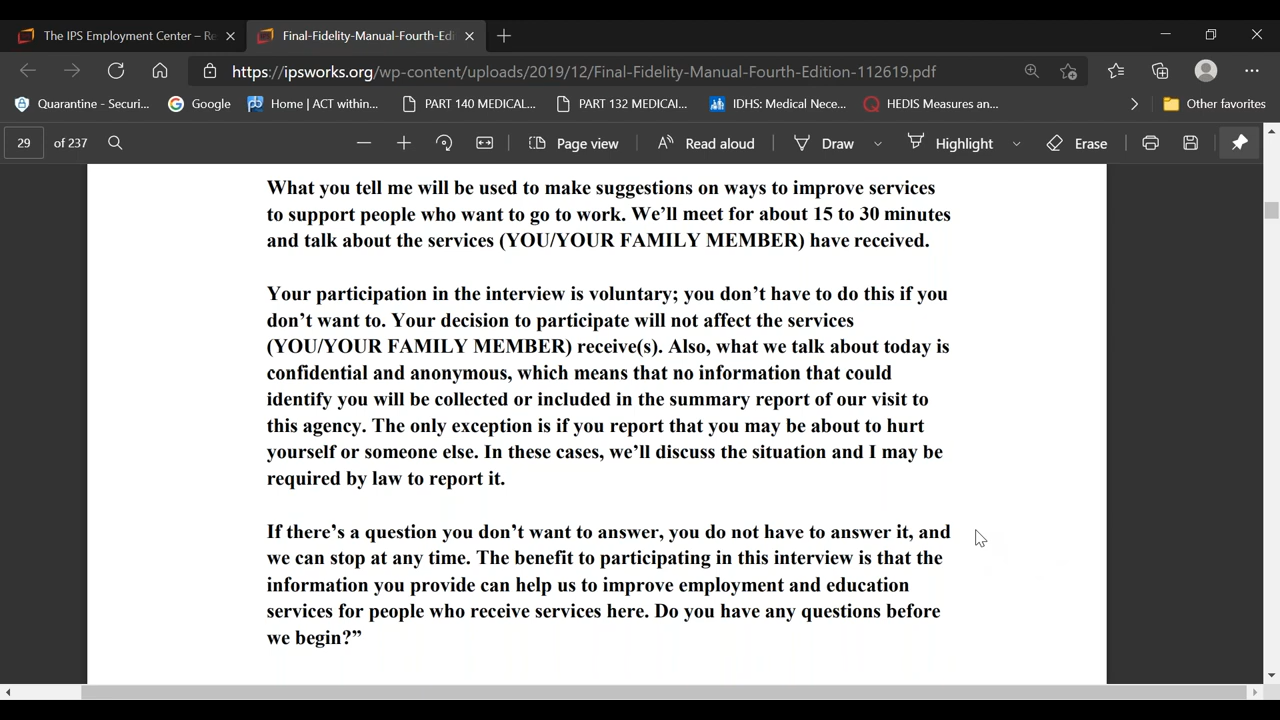 The IPS Employment Center – Re
Final-Fidelity-Manual-Fourth-Edi
https://ipsworks.org/wp-content/uploads/2019/12/Final-Fidelity-Manual-Fourth-Edition-112619.pdf
Quarantine - Securi...
Google
Home | ACT within...
PART 140 MEDICAL...
PART 132 MEDICAI...
IDHS: Medical Nece...
HEDIS Measures an...
Other favorites
29 of 237
Page view
Read aloud
Draw
Highlight
Erase
What you tell me will be used to make suggestions on ways to improve services
to support people who want to go to work. We’ll meet for about 15 to 30 minutes
and talk about the services (YOU/YOUR FAMILY MEMBER) have received.
Your participation in the interview is voluntary; you don’t have to do this if you
don’t want to. Your decision to participate will not affect the services
(YOU/YOUR FAMILY MEMBER) receive(s). Also, what we talk about today is
confidential and anonymous, which means that no information that could
identify you will be collected or included in the summary report of our visit to
this agency. The only exception is if you report that you may be about to hurt
yourself or someone else. In these cases, we’ll discuss the situation and I may be
required by law to report it.
If there’s a question you don’t want to answer, you do not have to answer it, and
we can stop at any time. The benefit to participating in this interview is that the
information you provide can help us to improve employment and education
services for people who receive services here. Do you have any questions before
we begin?”